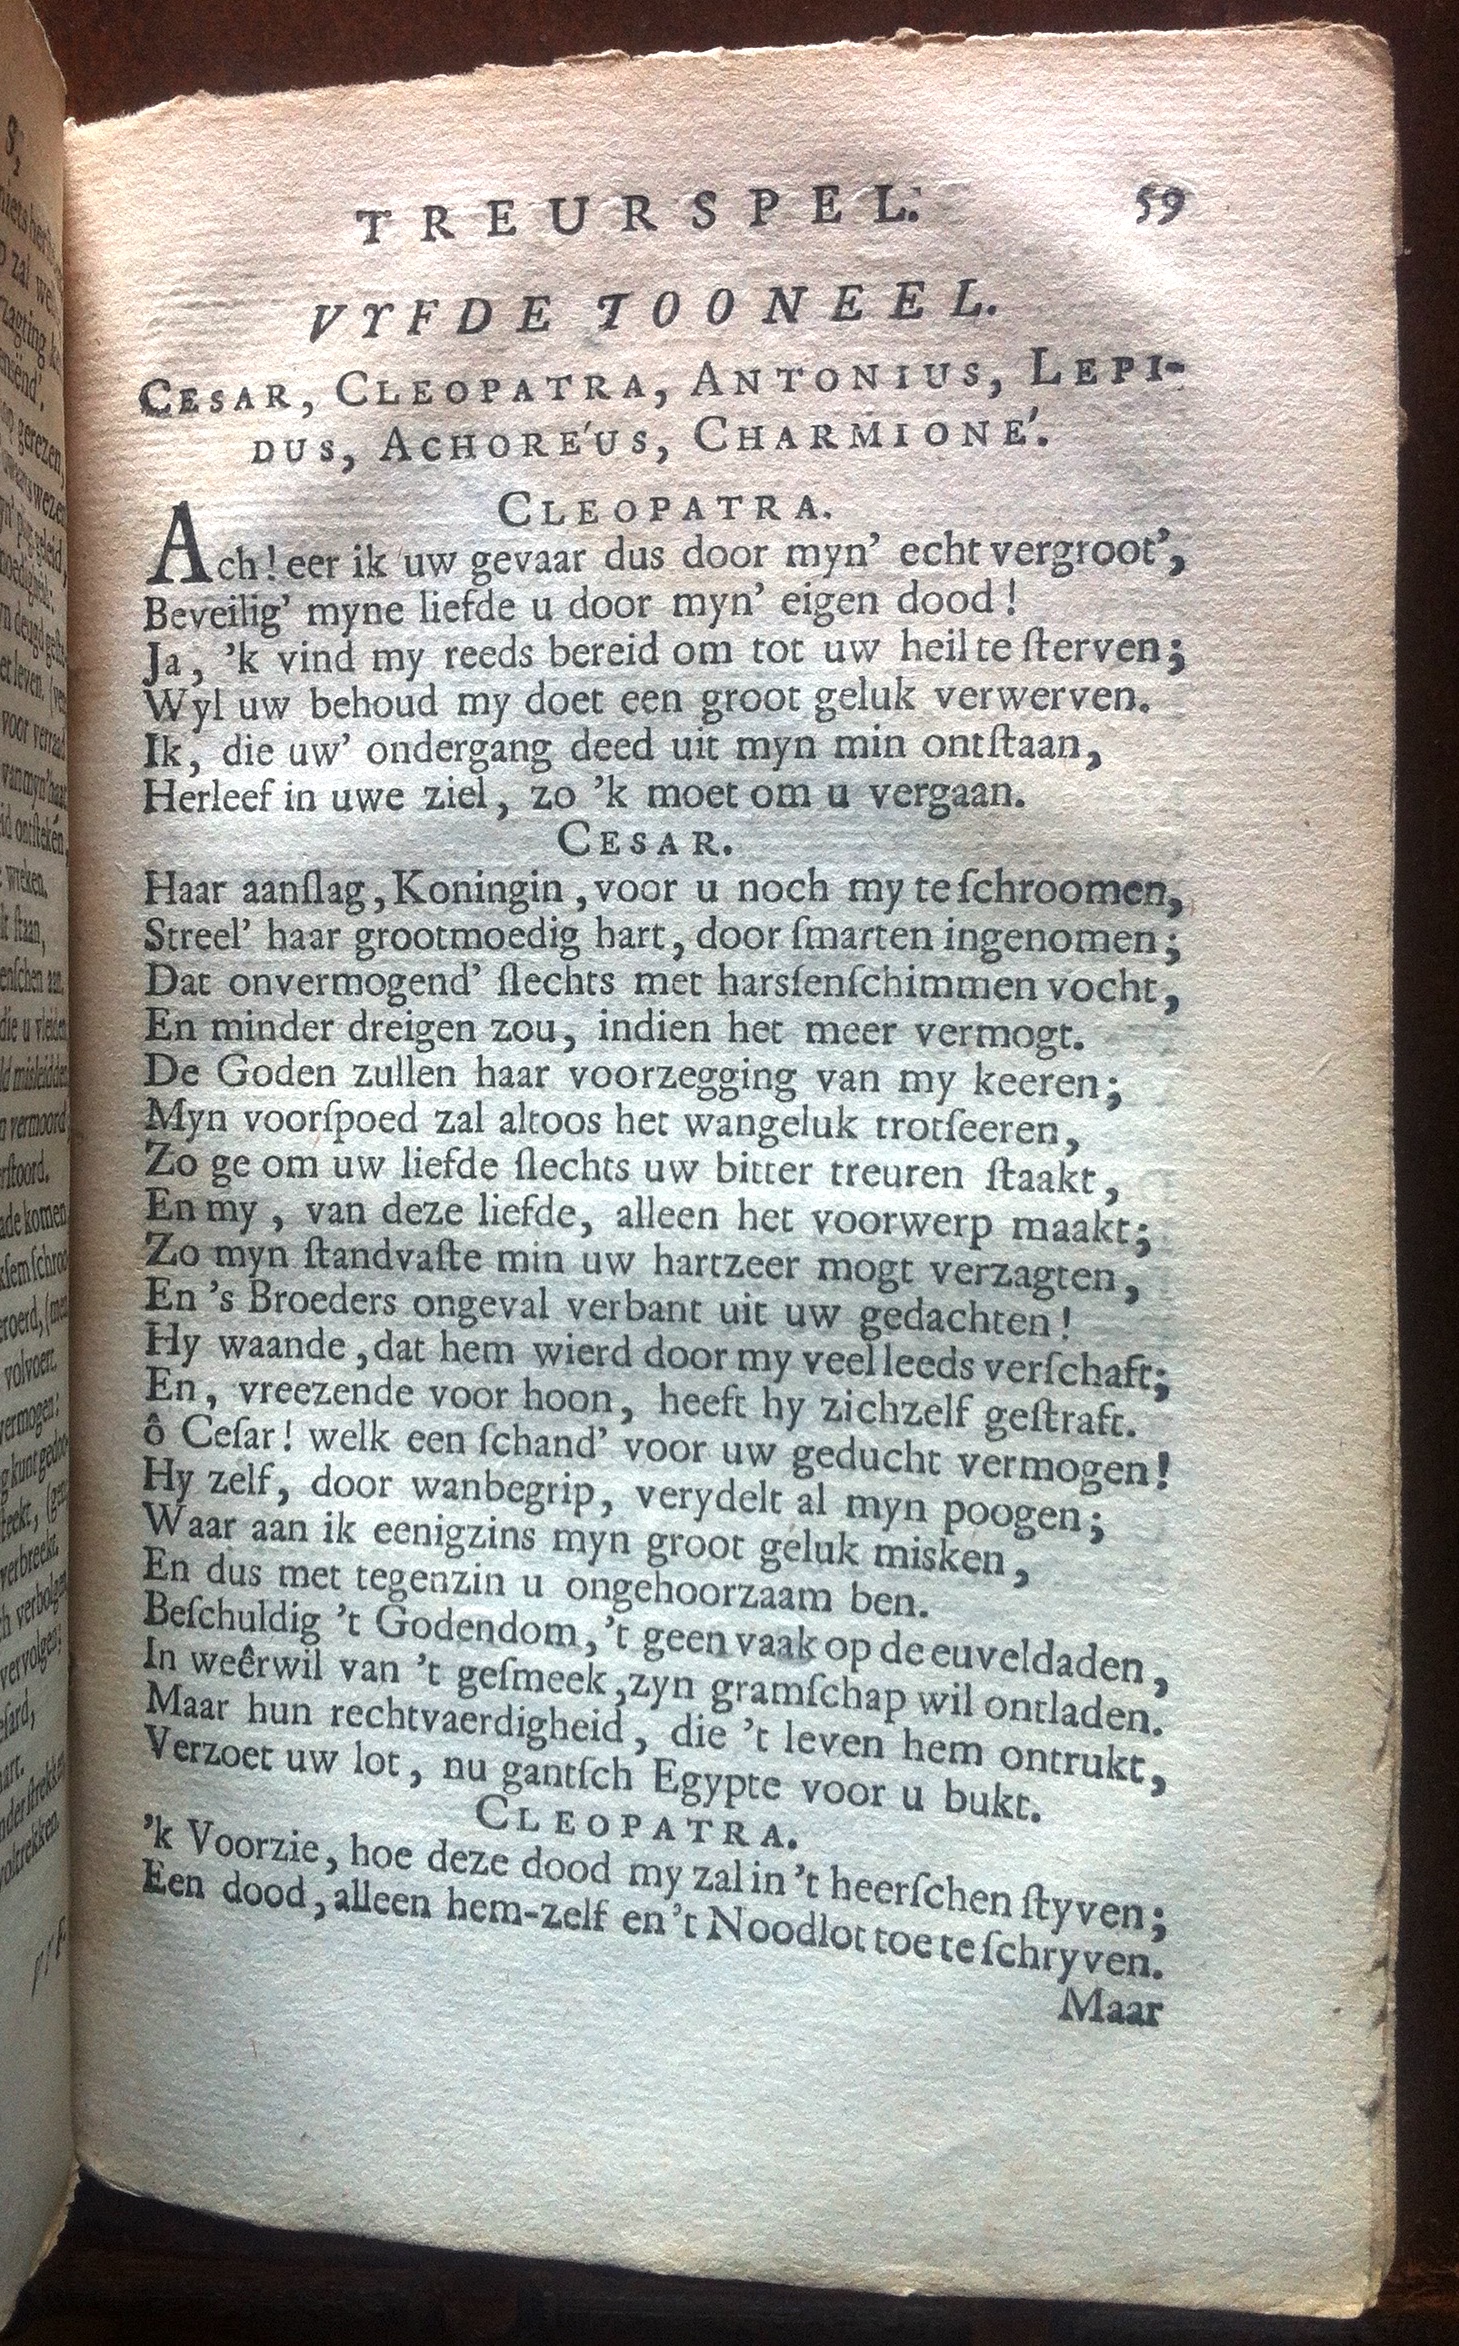 TREURSPEL. 59
VYFDE TOONEEL.
CESAR, CLEOPATRA, ANTONIUS, LEPI-
DUS, ACHORE'US, CHARMIONE'.
CLEOPATRA.
Ach! eer ik uw gevaar dus door myn' echt vergroot',
Beveilig' myne liefde u door myn' eigen dood!
Ja, 'k vind my reeds bereid om tot uw heil te ſterven;
Wyl uw behoud my doet een groot geluk verwerven.
Ik, die uw' ondergang deed uit myn min ontſtaan,
Herleef in uwe ziel, zo 'k moet om u vergaan.
CESAR.
Haar aanſlag, Koningin, voor u noch my te ſchroomen,
Streel' haar grootmoedig hart, door ſmarten ingenomen;
Dat onvermogend' ſlechts met harsſenſchimmen vocht,
En minder dreigen zou, indien het meer vermogt.
De Goden zullen haar voorzegging van my keeren;
Myn voorſpoed zal altoos het wangeluk trotſeeren,
Zo ge om uw liefde ſlechts uw bitter treuren ſtaakt,
En my, van deze liefde, alleen het voorwerp maakt;
Zo myn ſtandvaſte min uw hartzeer mogt verzagten,
En 's Broeders ongeval verbant uit uw gedachten!
Hy waande, dat hem wierd door my veel leeds verſchaft;
En, vreezende voor hoon, heeft hy zichzelf geſtraft.
ô Ceſar! welk een ſchand' voor uw geducht vermogen!
Hy zelf, door wanbegrip, verydelt al myn poogen;
Waar aan ik eenigzins myn groot geluk misken,
En dus met tegenzin u ongehoorzaam ben.
Beſchuldig 't Godendom, 't geen vaak op de euveldaden,
In weêrwil van 't geſmeek, zyn gramſchap wil ontladen.
Maar hun rechtvaerdigheid, die 't leven hem ontrukt,
Verzoet uw lot, nu gantſch Egypte voor u bukt.
CLEOPATRA.
'k Voorzie, hoe deze dood my zal in 't heerſchen ſtyven;
Een dood, alleen hem-zelf en 't Noodlot toe te ſchryven.
Maar